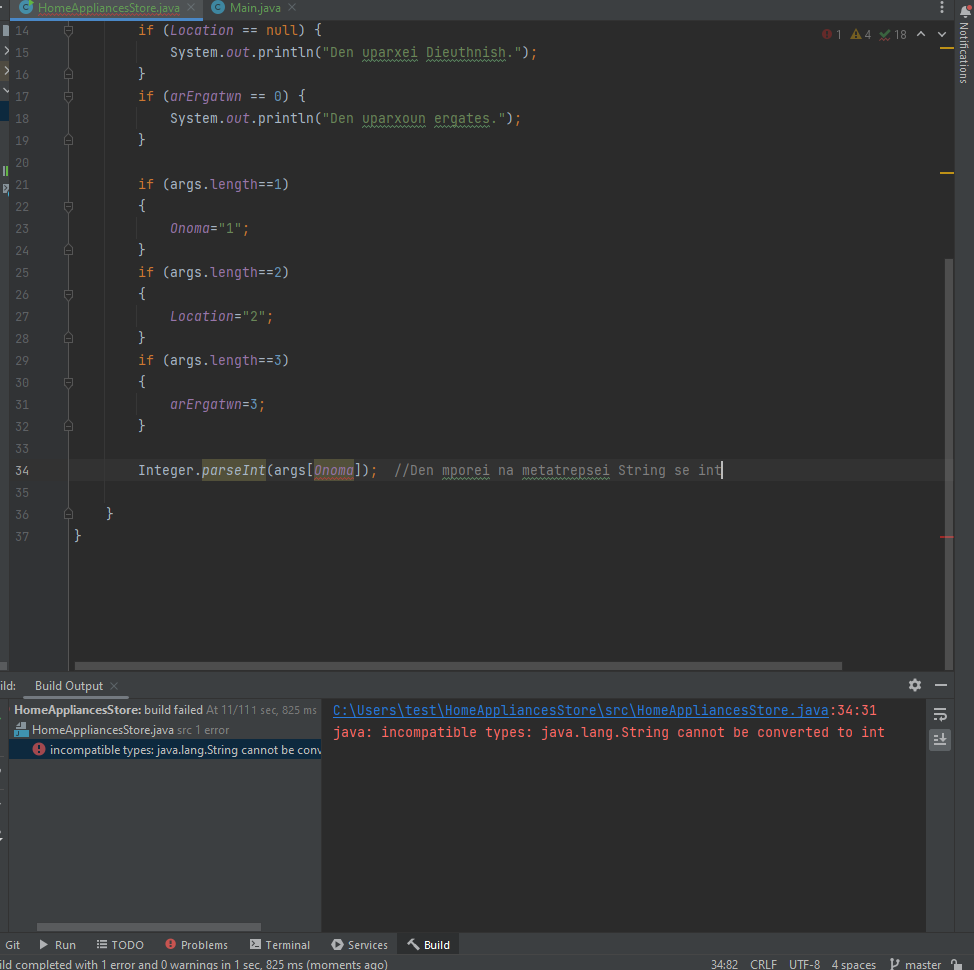 HomeAppliancesStore.java Main.java
Notifications
1 4 18
14 if (Location == null) {
15 System.out.println("Den uparxei Dieuthnish.");
16 }
17 if (arErgatwn == 0) {
18 System.out.println("Den uparxoun ergates.");
19 }
20
21 if (args.length==1)
22 {
23 Onoma="1";
24 }
25 if (args.length==2)
26 {
27 Location="2";
28 }
29 if (args.length==3)
30 {
31 arErgatwn=3;
32 }
33
34 Integer.parseInt(args[Onoma]); //Den mporei na metatrepsei String se int
35
36 }
37 }
ild: Build Output
HomeAppliancesStore: build failed At 11/11 1 sec, 825 ms
HomeAppliancesStore.java src 1 error
incompatible types: java.lang.String cannot be conv
C:\Users\test\HomeAppliancesStore\src\HomeAppliancesStore.java:34:31
java: incompatible types: java.lang.String cannot be converted to int
Git Run TODO Problems Terminal Services Build
ild completed with 1 error and 0 warnings in 1 sec, 825 ms (moments ago) 34:82 CRLF UTF-8 4 spaces master